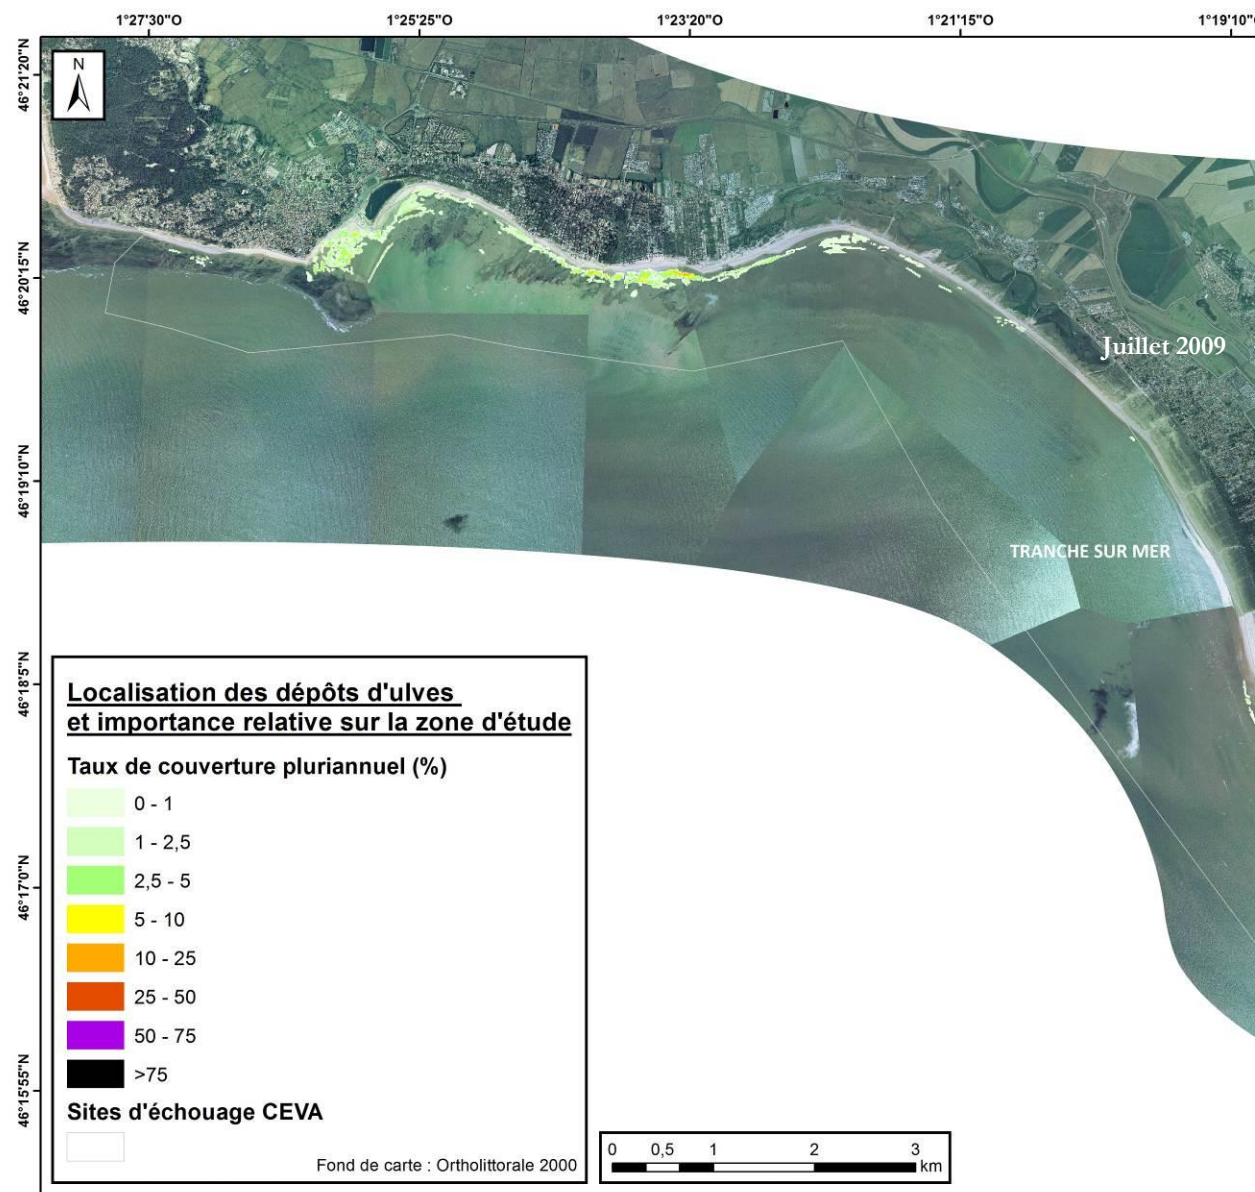 1°27'30"O 1°25'25"O 1°23'20"O 1°21'15"O 1°19'10"O
N
46°21'20"N
46°20'15"N
46°19'10"N
46°18'5"N
46°17'0"N
46°15'55"N
Juillet 2009
TRANCHE SUR MER
Localisation des dépôts d'ulves
et importance relative sur la zone d'étude
Taux de couverture pluriannuel (%)
0 - 1
1 - 2,5
2,5 - 5
5 - 10
10 - 25
25 - 50
50 - 75
>75
Sites d'échouage CEVA
Fond de carte : Ortholittorale 2000
0 0,5 1 2 3
km